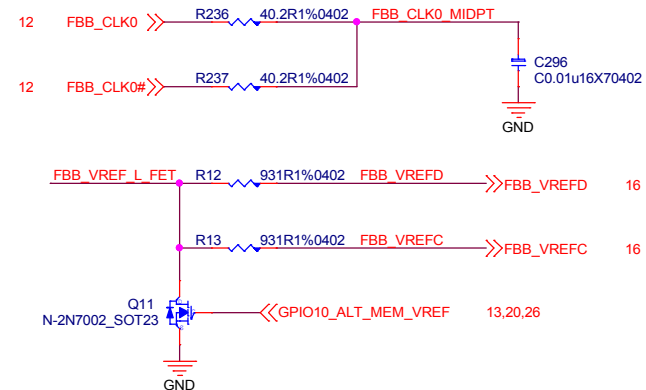 12 FBB_CLK0 R236 40.2R1%0402 FBB_CLK0_MIDPT
C296
C0.01u16X70402
12 FBB_CLK0# R237 40.2R1%0402
GND
FBB_VREF_L_FET R12 931R1%0402 FBB_VREFD FBB_VREFD 16
R13 931R1%0402 FBB_VREFC FBB_VREFC 16
Q11
N-2N7002_SOT23
GPIO10_ALT_MEM_VREF 13,20,26
GND